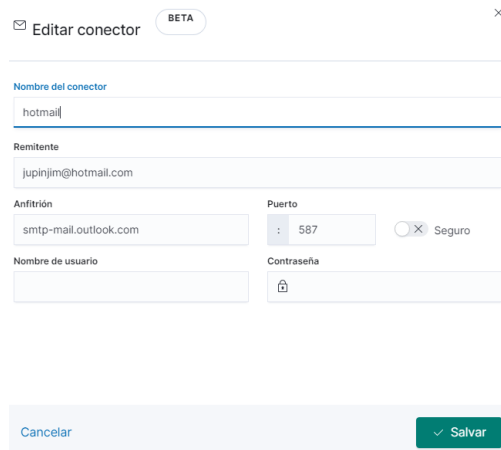 Editar conector
BETA
Nombre del conector
hotmail
Remitente
jupinjim@hotmail.com
Anfitrión
Puerto
smtp-mail.outlook.com
:
587
Seguro
Nombre de usuario
Contraseña
Cancelar
Salvar